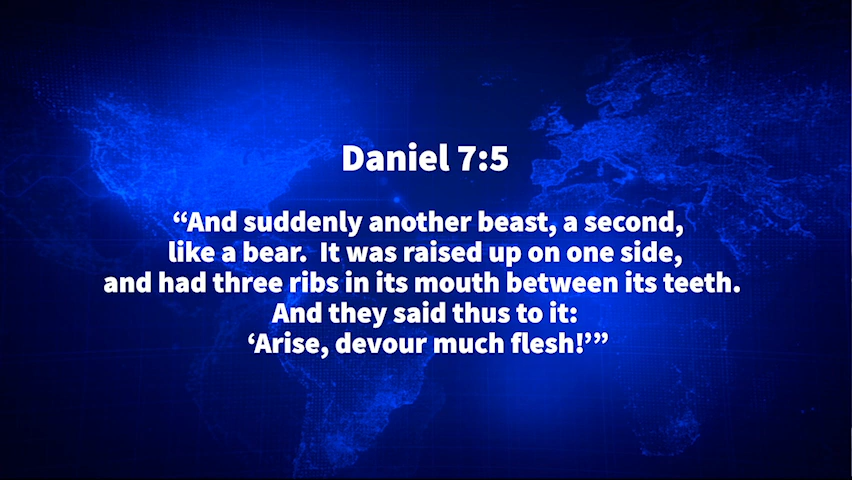 Daniel 7:5
“And suddenly another beast, a second,
like a bear.  It was raised up on one side,
and had three ribs in its mouth between its teeth.
And they said thus to it:
‘Arise, devour much flesh!’”